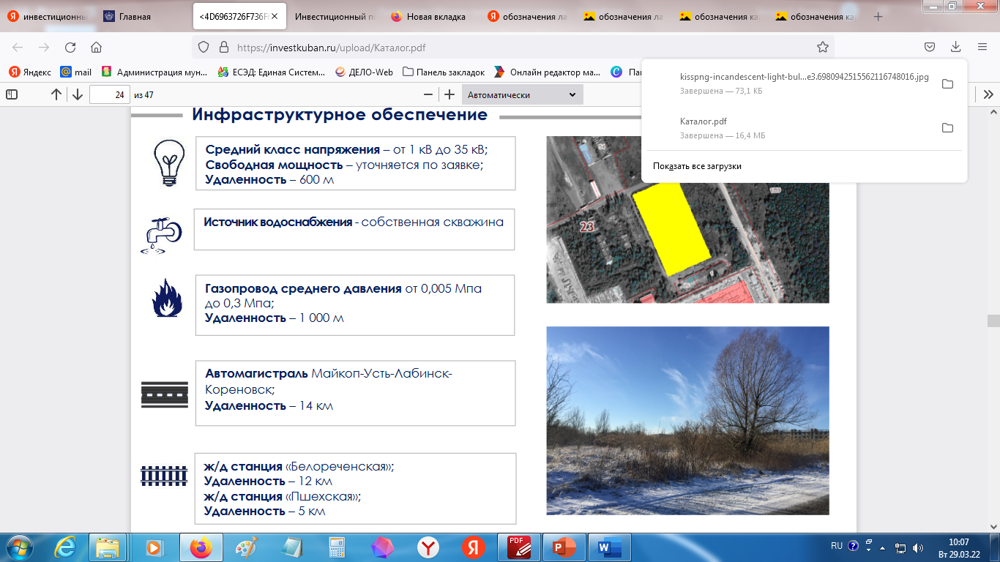 инвестиционны
Главная
<4D6963726F736F
Инвестиционный по
Новая вкладка
обозначения ла
обозначения ла
обозначения ка
обозначения ка
https://investkuban.ru/upload/Каталог.pdf
Яндекс
mail
Администрация мун...
ЕСЭД: Единая Систем...
ДЕЛО-Web
Панель закладок
Онлайн редактор ма...
24 из 47
Автоматически
kisspng-incandescent-light-bul...e3.6980942515562116748016.jpg
Завершена — 73,1 КБ
Каталог.pdf
Завершена — 16,4 МБ
Показать все загрузки
Инфраструктурное обеспечение
Средний класс напряжения – от 1 кВ до 35 кВ;
Свободная мощность – уточняется по заявке;
Удаленность – 600 м
Источник водоснабжения - собственная скважина
Газопровод среднего давления от 0,005 Мпа
до 0,3 Мпа;
Удаленность – 1 000 м
Автомагистраль Майкоп-Усть-Лабинск-
Кореновск;
Удаленность – 14 км
ж/д станция «Белореченская»;
Удаленность – 12 км
ж/д станция «Пшехская»;
Удаленность – 5 км
23
PDF
RU
10:07
Вт 29.03.22